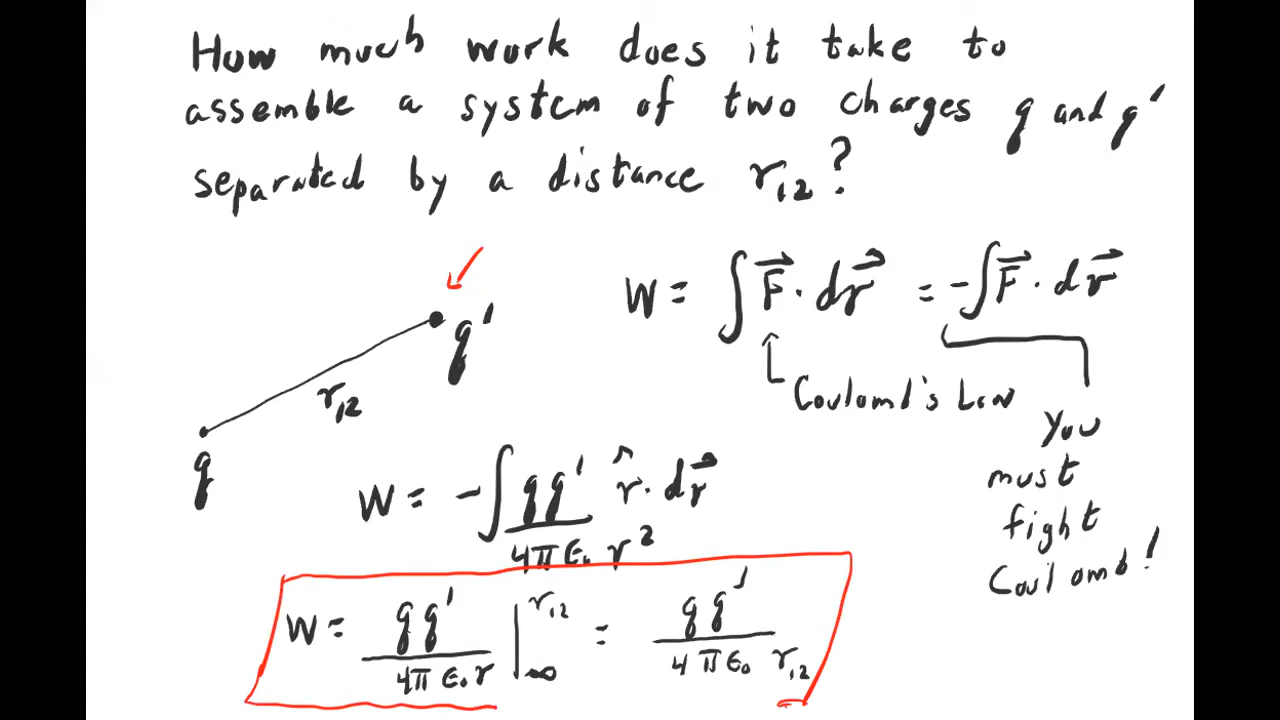 How much work does it take to
assemble a system of two charges q and q'
separated by a distance r₁₂?
W = ∫ F⃗ · dr⃗ = -∫ F⃗ · dr⃗
Coulomb's Law
You
must
fight
Coulomb!
q'
r₁₂
q
W = -∫ qq'/(4πε₀ r²) r̂ · dr⃗
W = qq'/(4πε₀ r) |_∞^r₁₂ = qq'/(4πε₀ r₁₂)